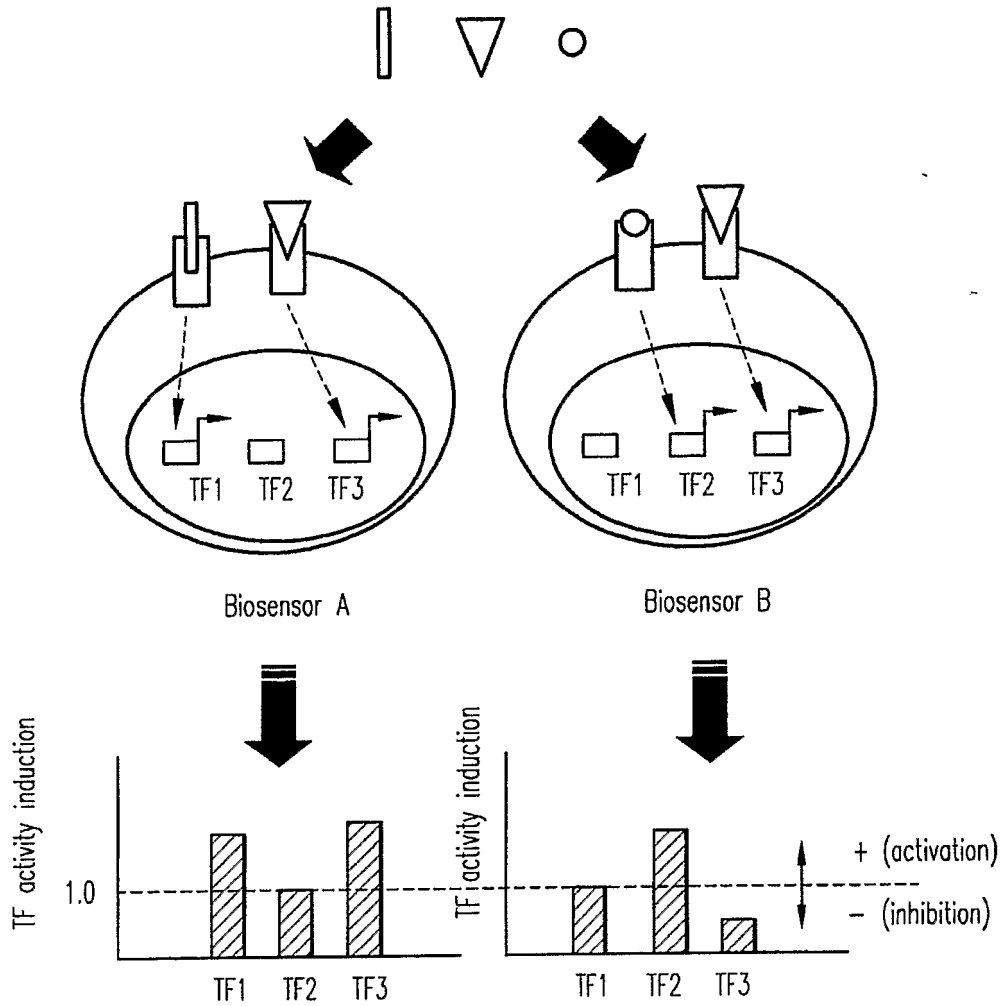 TF1 TF2 TF3
TF1 TF2 TF3
Biosensor A
Biosensor B
TF activity induction
1.0
TF1 TF2 TF3
TF activity induction
+ (activation)
− (inhibition)
TF1 TF2 TF3